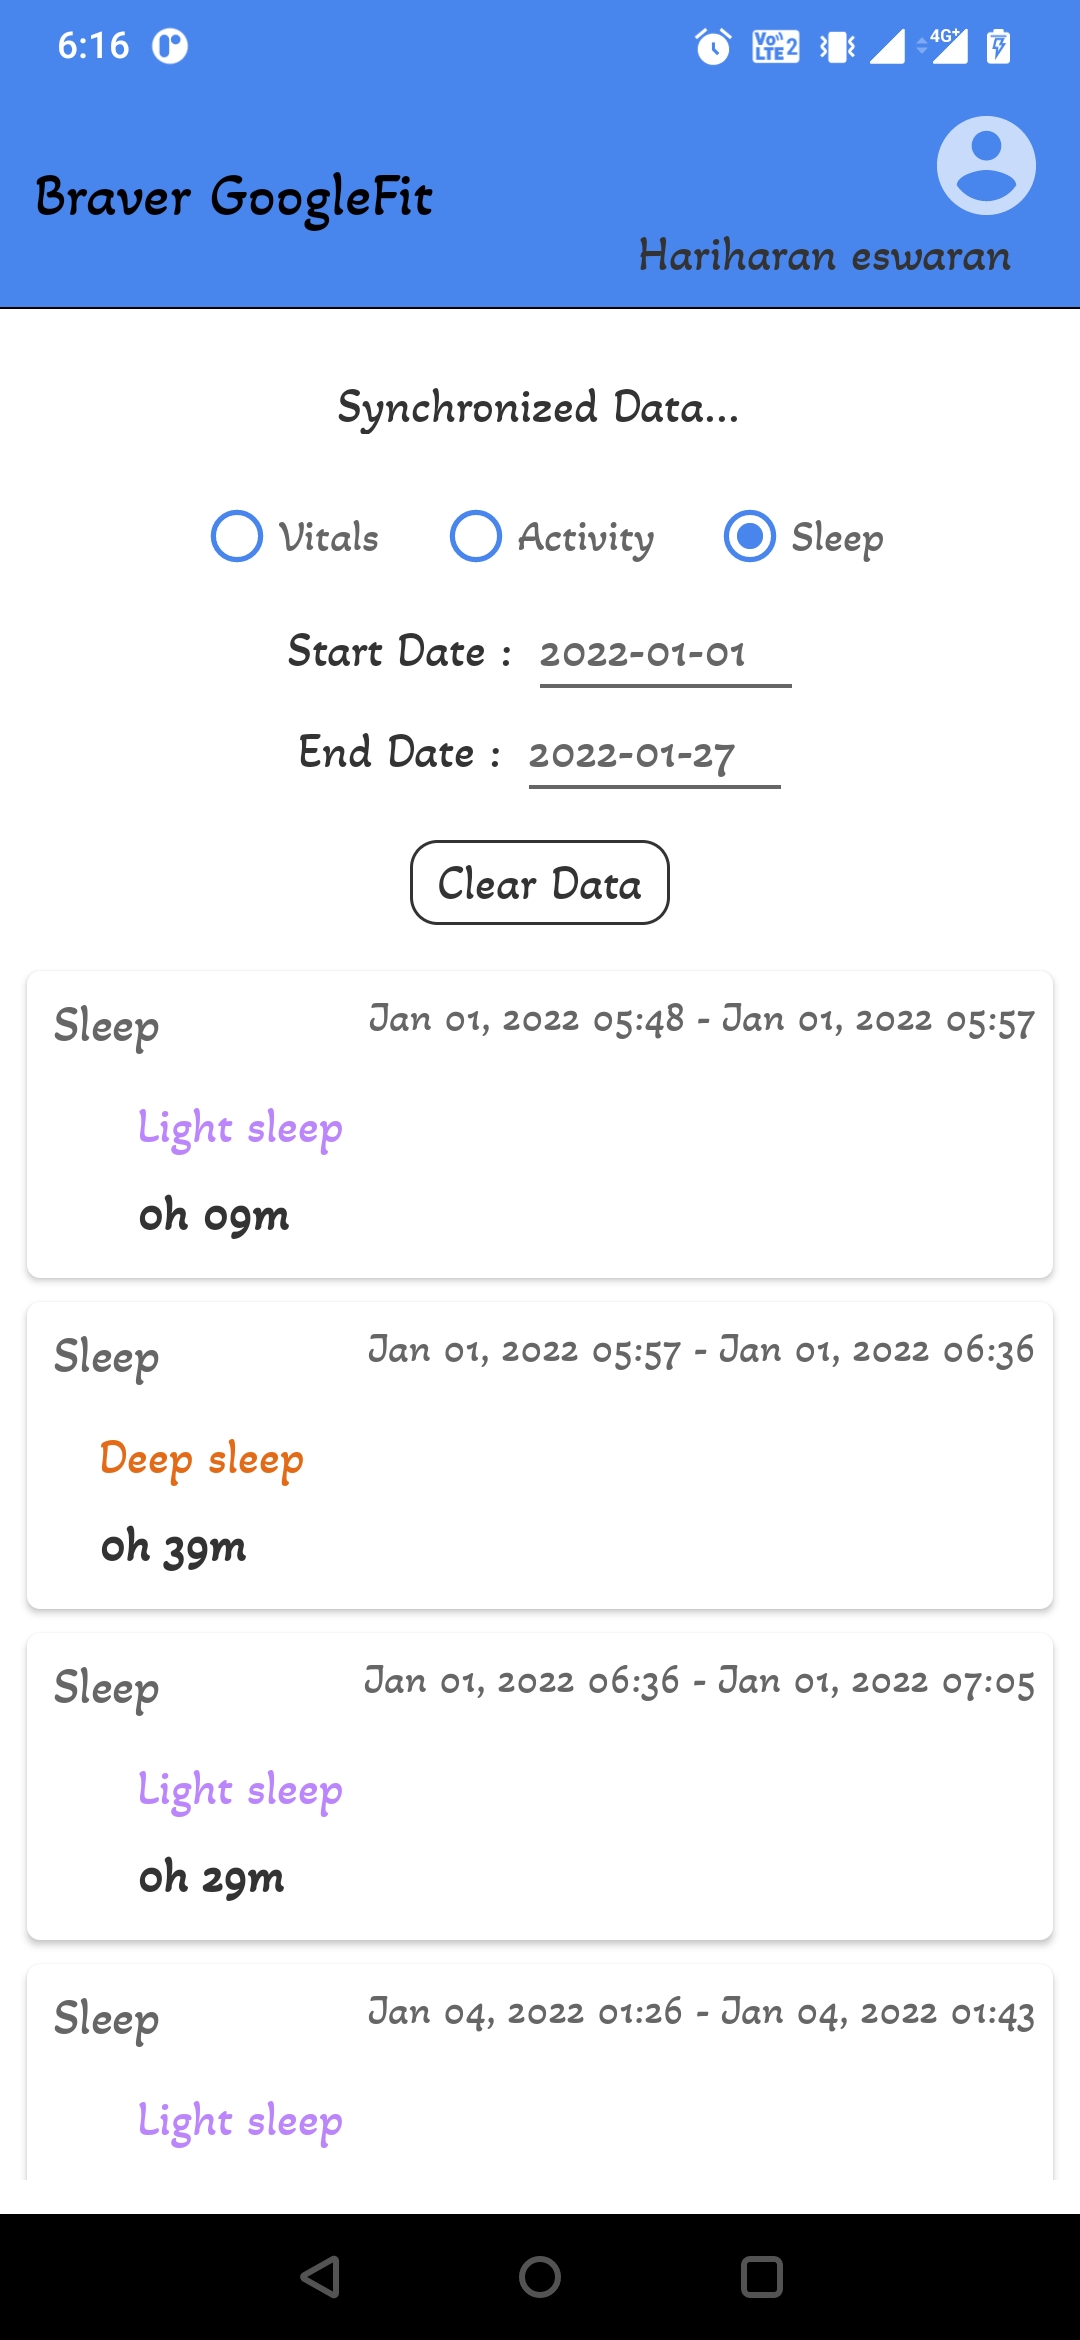 6:16
VoLTE 2 4G+
Braver GoogleFit
Hariharan eswaran
Synchronized Data...
Vitals Activity Sleep
Start Date : 2022-01-01
End Date : 2022-01-27
Clear Data
Sleep Jan 01, 2022 05:48 - Jan 01, 2022 05:57
Light sleep
0h 09m
Sleep Jan 01, 2022 05:57 - Jan 01, 2022 06:36
Deep sleep
0h 39m
Sleep Jan 01, 2022 06:36 - Jan 01, 2022 07:05
Light sleep
0h 29m
Sleep Jan 04, 2022 01:26 - Jan 04, 2022 01:43
Light sleep